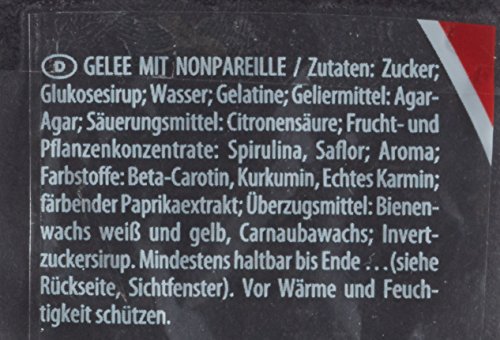 D GELEE MIT NONPAREILLE / Zutaten: Zucker;
Glukosesirup; Wasser; Gelatine; Geliermittel: Agar-
Agar; Säuerungsmittel: Citronensäure; Frucht- und
Pflanzenkonzentrate: Spirulina, Saflor; Aroma;
Farbstoffe: Beta-Carotin, Kurkumin, Echtes Karmin;
färbender Paprikaextrakt; Überzugsmittel: Bienen-
wachs weiß und gelb, Carnaubawachs; Invert-
zuckersirup. Mindestens haltbar bis Ende ...(siehe
Rückseite, Sichtfenster). Vor Wärme und Feuch-
tigkeit schützen.